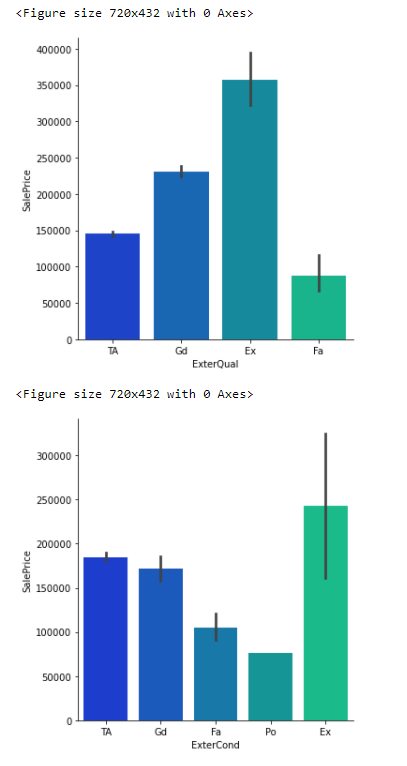 <Figure size 720x432 with 0 Axes>
400000
350000
300000
250000
200000
150000
100000
50000
0
SalePrice
TA Gd Ex Fa
ExterQual
<Figure size 720x432 with 0 Axes>
300000
250000
200000
150000
100000
50000
0
SalePrice
TA Gd Fa Po Ex
ExterCond